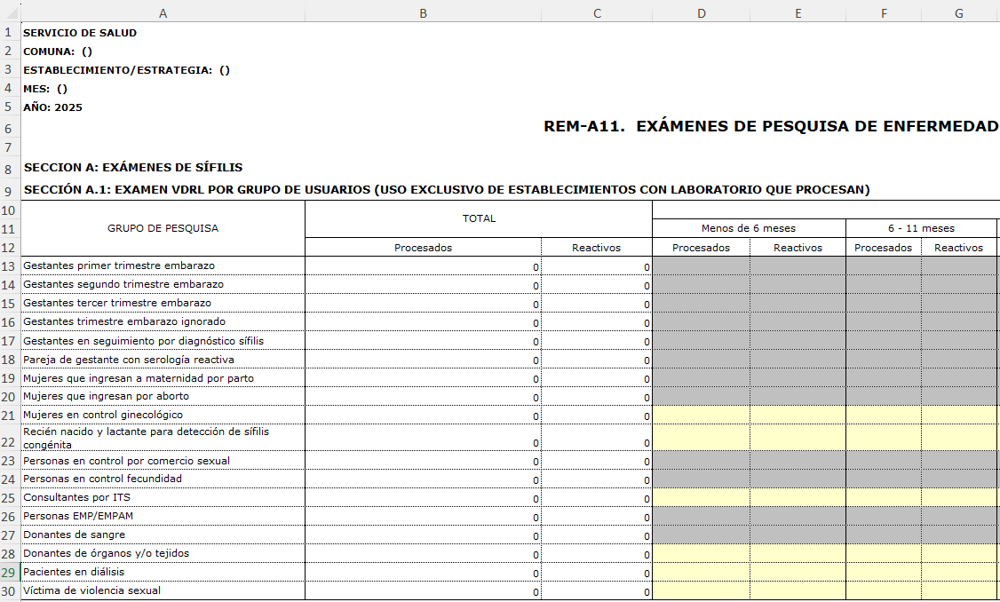 A B C D E F G
1 SERVICIO DE SALUD
2 COMUNA: ()
3 ESTABLECIMIENTO/ESTRATEGIA: ()
4 MES: ()
5 AÑO: 2025
6 REM-A11. EXÁMENES DE PESQUISA DE ENFERMEDAD
7
8 SECCION A: EXÁMENES DE SÍFILIS
9 SECCIÓN A.1: EXAMEN VDRL POR GRUPO DE USUARIOS (USO EXCLUSIVO DE ESTABLECIMIENTOS CON LABORATORIO QUE PROCESAN)
10 TOTAL
11 GRUPO DE PESQUISA Menos de 6 meses 6 - 11 meses
12 Procesados Reactivos Procesados Reactivos Procesados Reactivos
13 Gestantes primer trimestre embarazo 0 0
14 Gestantes segundo trimestre embarazo 0 0
15 Gestantes tercer trimestre embarazo 0 0
16 Gestantes trimestre embarazo ignorado 0 0
17 Gestantes en seguimiento por diagnóstico sífilis 0 0
18 Pareja de gestante con serología reactiva 0 0
19 Mujeres que ingresan a maternidad por parto 0 0
20 Mujeres que ingresan por aborto 0 0
21 Mujeres en control ginecológico 0 0
Recién nacido y lactante para detección de sífilis
22 congénita 0 0
23 Personas en control por comercio sexual 0 0
24 Personas en control fecundidad 0 0
25 Consultantes por ITS 0 0
26 Personas EMP/EMPAM 0 0
27 Donantes de sangre 0 0
28 Donantes de órganos y/o tejidos 0 0
29 Pacientes en diálisis 0 0
30 Víctima de violencia sexual 0 0